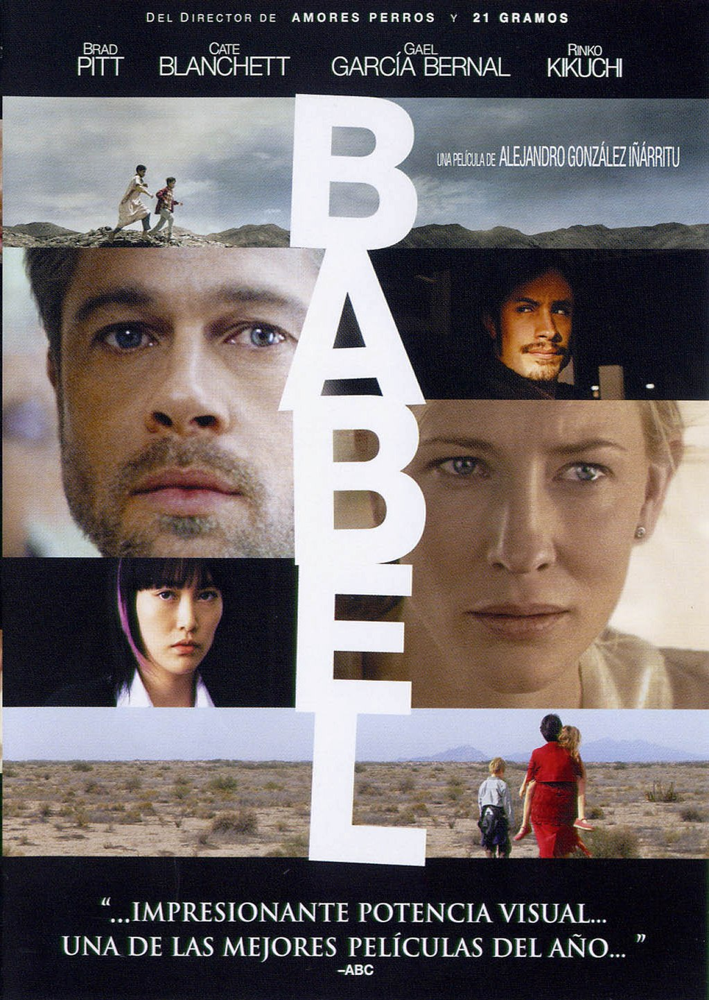 DEL DIRECTOR DE AMORES PERROS Y 21 GRAMOS
BRAD PITT
CATE BLANCHETT
GAEL GARCÍA BERNAL
RINKO KIKUCHI
BABEL
UNA PELÍCULA DE ALEJANDRO GONZÁLEZ IÑÁRRITU
“...IMPRESIONANTE POTENCIA VISUAL...
UNA DE LAS MEJORES PELÍCULAS DEL AÑO...”
–ABC